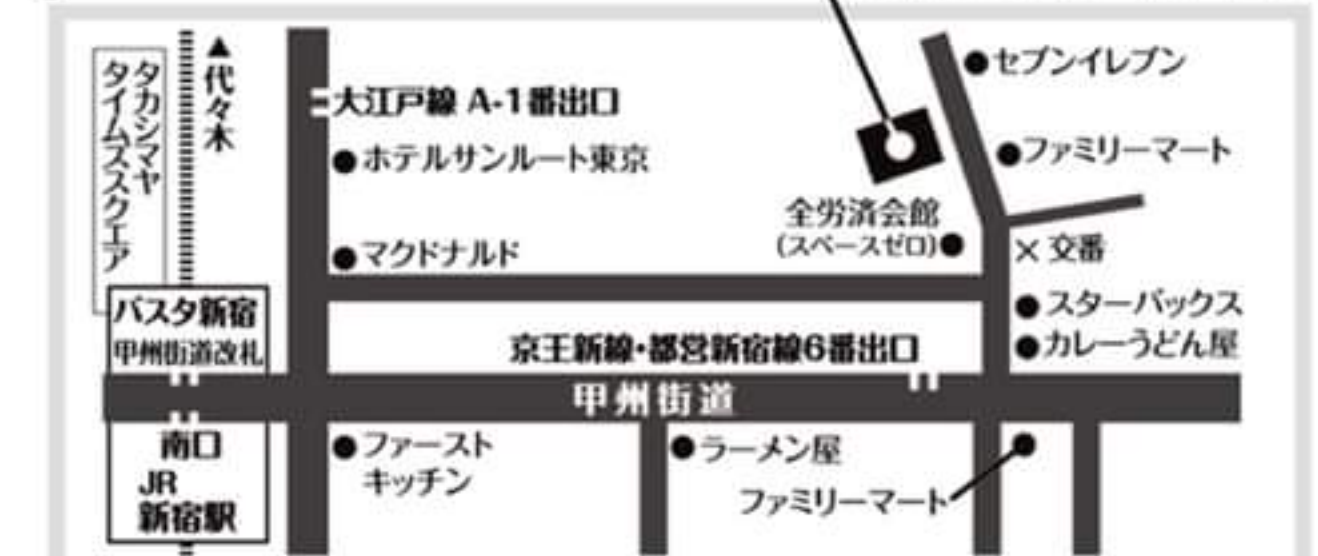 ▲代々木
タカシマヤ
タイムズスクエア
大江戸線 A-1番出口
●ホテルサンルート東京
●マクドナルド
●セブンイレブン
●ファミリーマート
全労済会館
(スペースゼロ)●
× 交番
●スターバックス
●カレーうどん屋
バスタ新宿
甲州街道改札
京王新線・都営新宿線6番出口
甲州街道
南口
JR
新宿駅
●ファースト
キッチン
●ラーメン屋
ファミリーマート